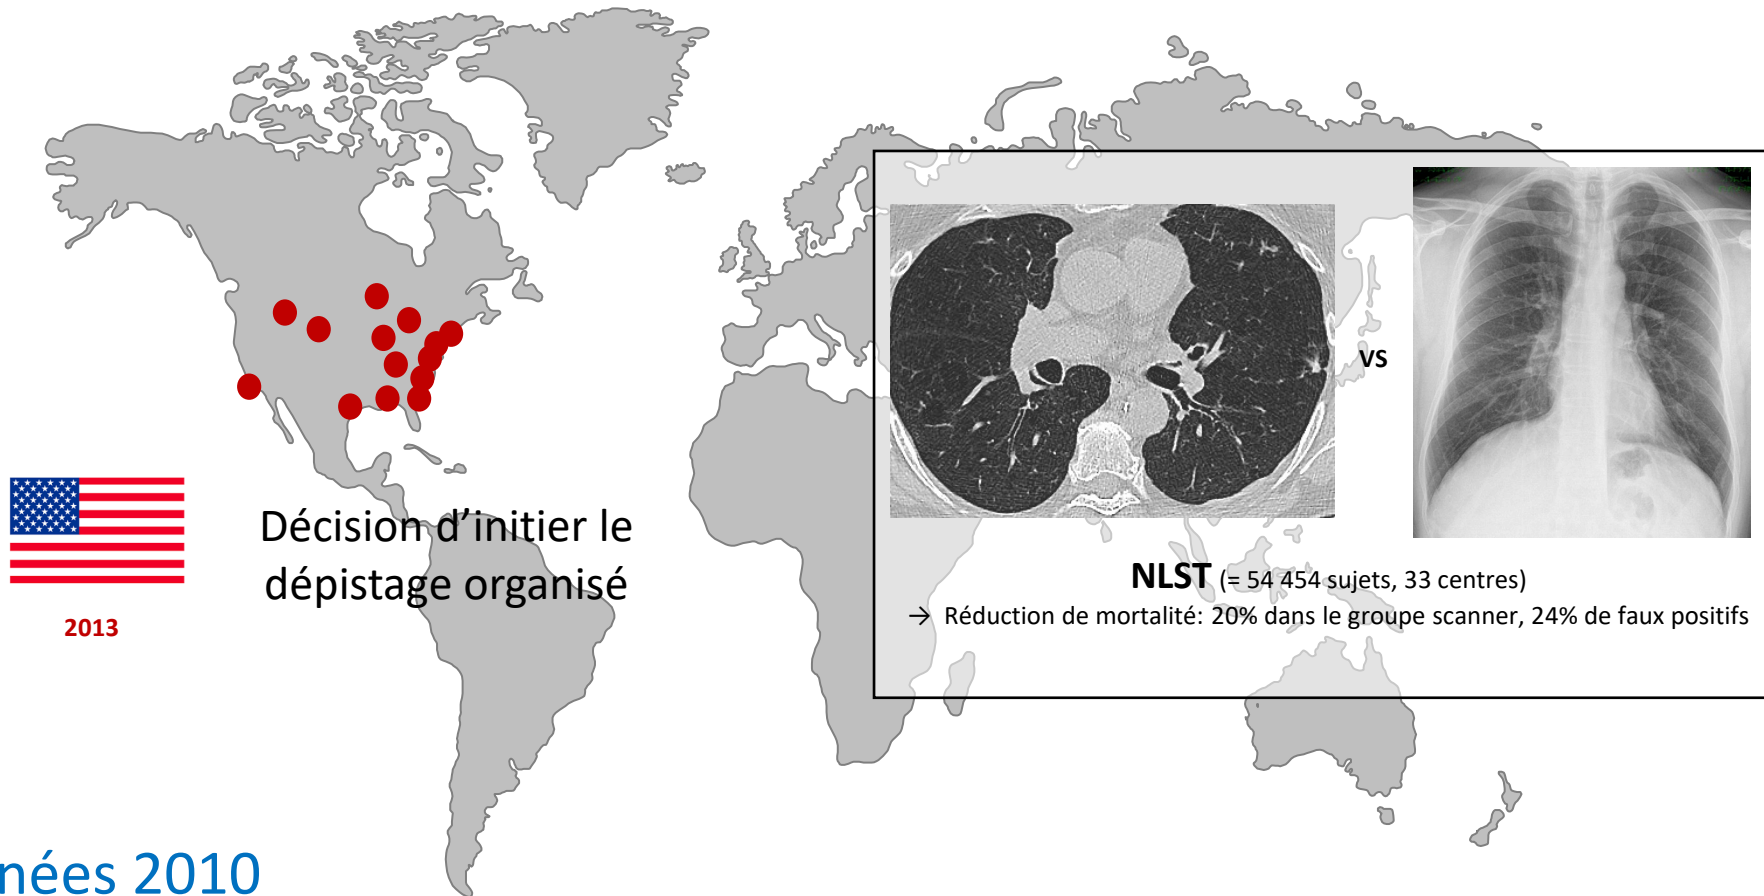 Décision d’initier le
dépistage organisé
2013
VS
NLST (= 54 454 sujets, 33 centres)
→ Réduction de mortalité: 20% dans le groupe scanner, 24% de faux positifs
nées 2010